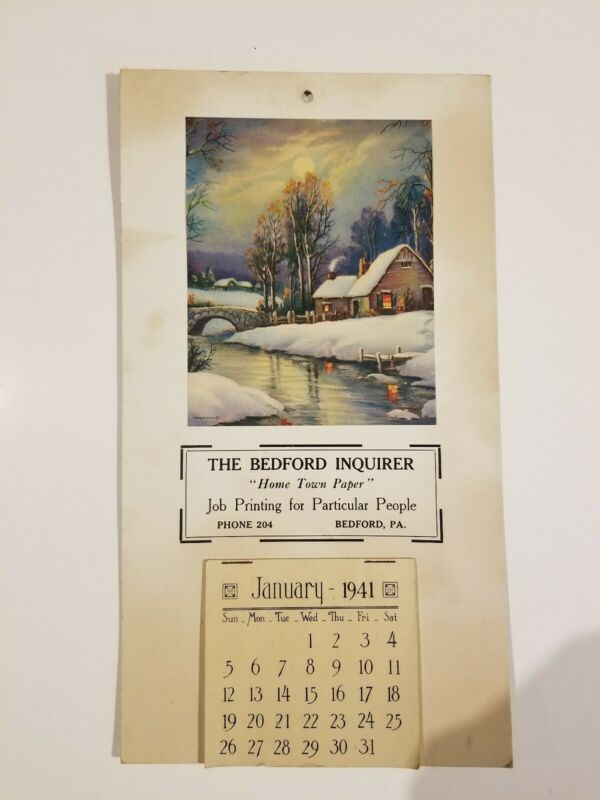 THE BEDFORD INQUIRER
"Home Town Paper"
Job Printing for Particular People
PHONE 204 BEDFORD, PA.
January - 1941
Sun - Mon - Tue - Wed - Thu - Fri - Sat
1 2 3 4
5 6 7 8 9 10 11
12 13 14 15 16 17 18
19 20 21 22 23 24 25
26 27 28 29 30 31